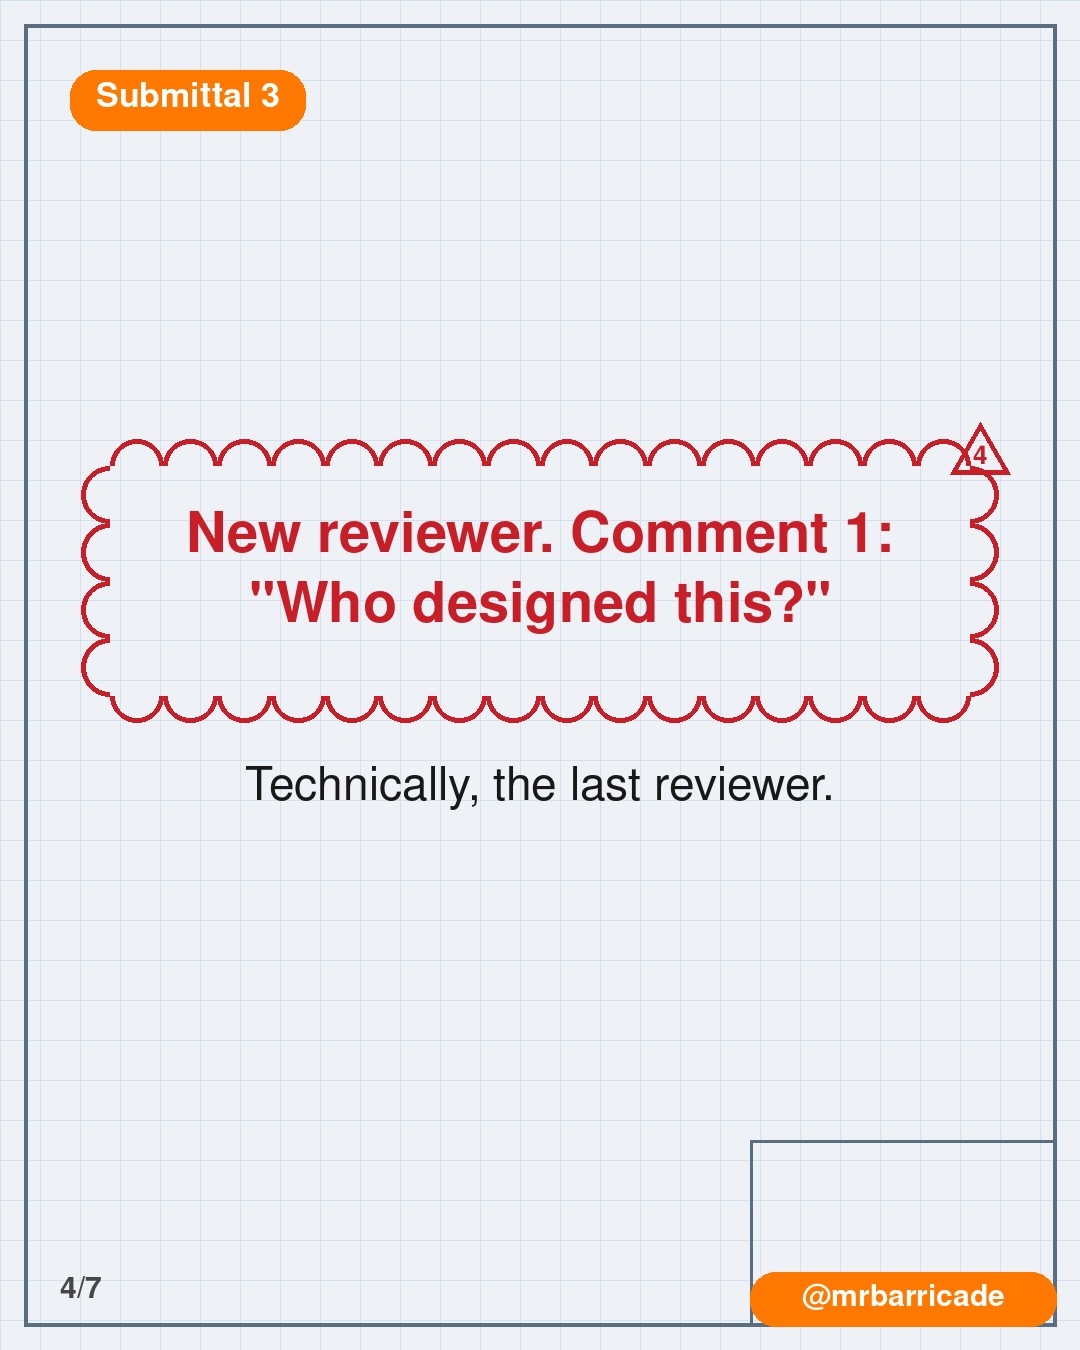 Submittal 3
4
New reviewer. Comment 1:
"Who designed this?"
Technically, the last reviewer.
4/7
@mrbarricade